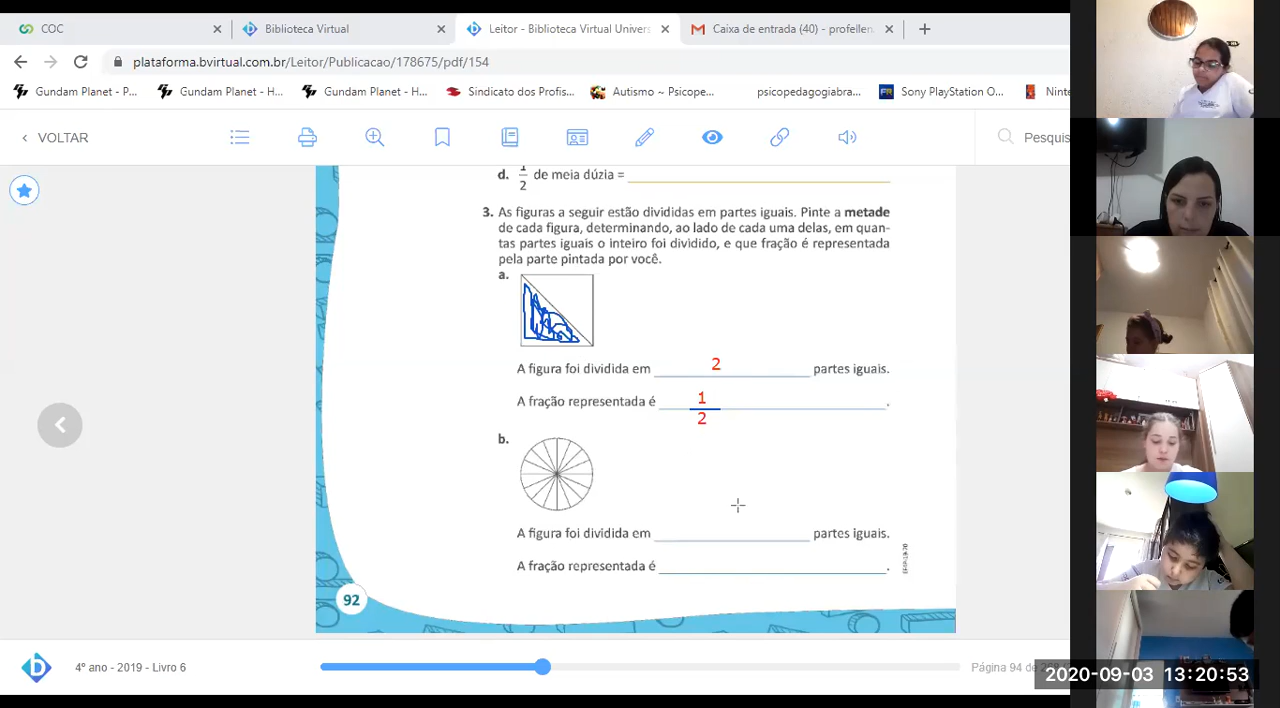 COC
Biblioteca Virtual
Leitor - Biblioteca Virtual Univers
Caixa de entrada (40) - profellen
plataforma.bvirtual.com.br/Leitor/Publicacao/178675/pdf/154
Gundam Planet - P...
Gundam Planet - H...
Gundam Planet - H...
Sindicato dos Profis...
Autismo ~ Psicope...
psicopedagogiabra...
Sony PlayStation O...
Ninte
VOLTAR
Pesquis
d. 1/2 de meia dúzia =
3. As figuras a seguir estão divididas em partes iguais. Pinte a metade
de cada figura, determinando, ao lado de cada uma delas, em quan-
tas partes iguais o inteiro foi dividido, e que fração é representada
pela parte pintada por você.
a.
A figura foi dividida em 2 partes iguais.
A fração representada é 1/2 .
b.
A figura foi dividida em partes iguais.
A fração representada é .
92
4º ano - 2019 - Livro 6
Página 94 de
2020-09-03 13:20:53